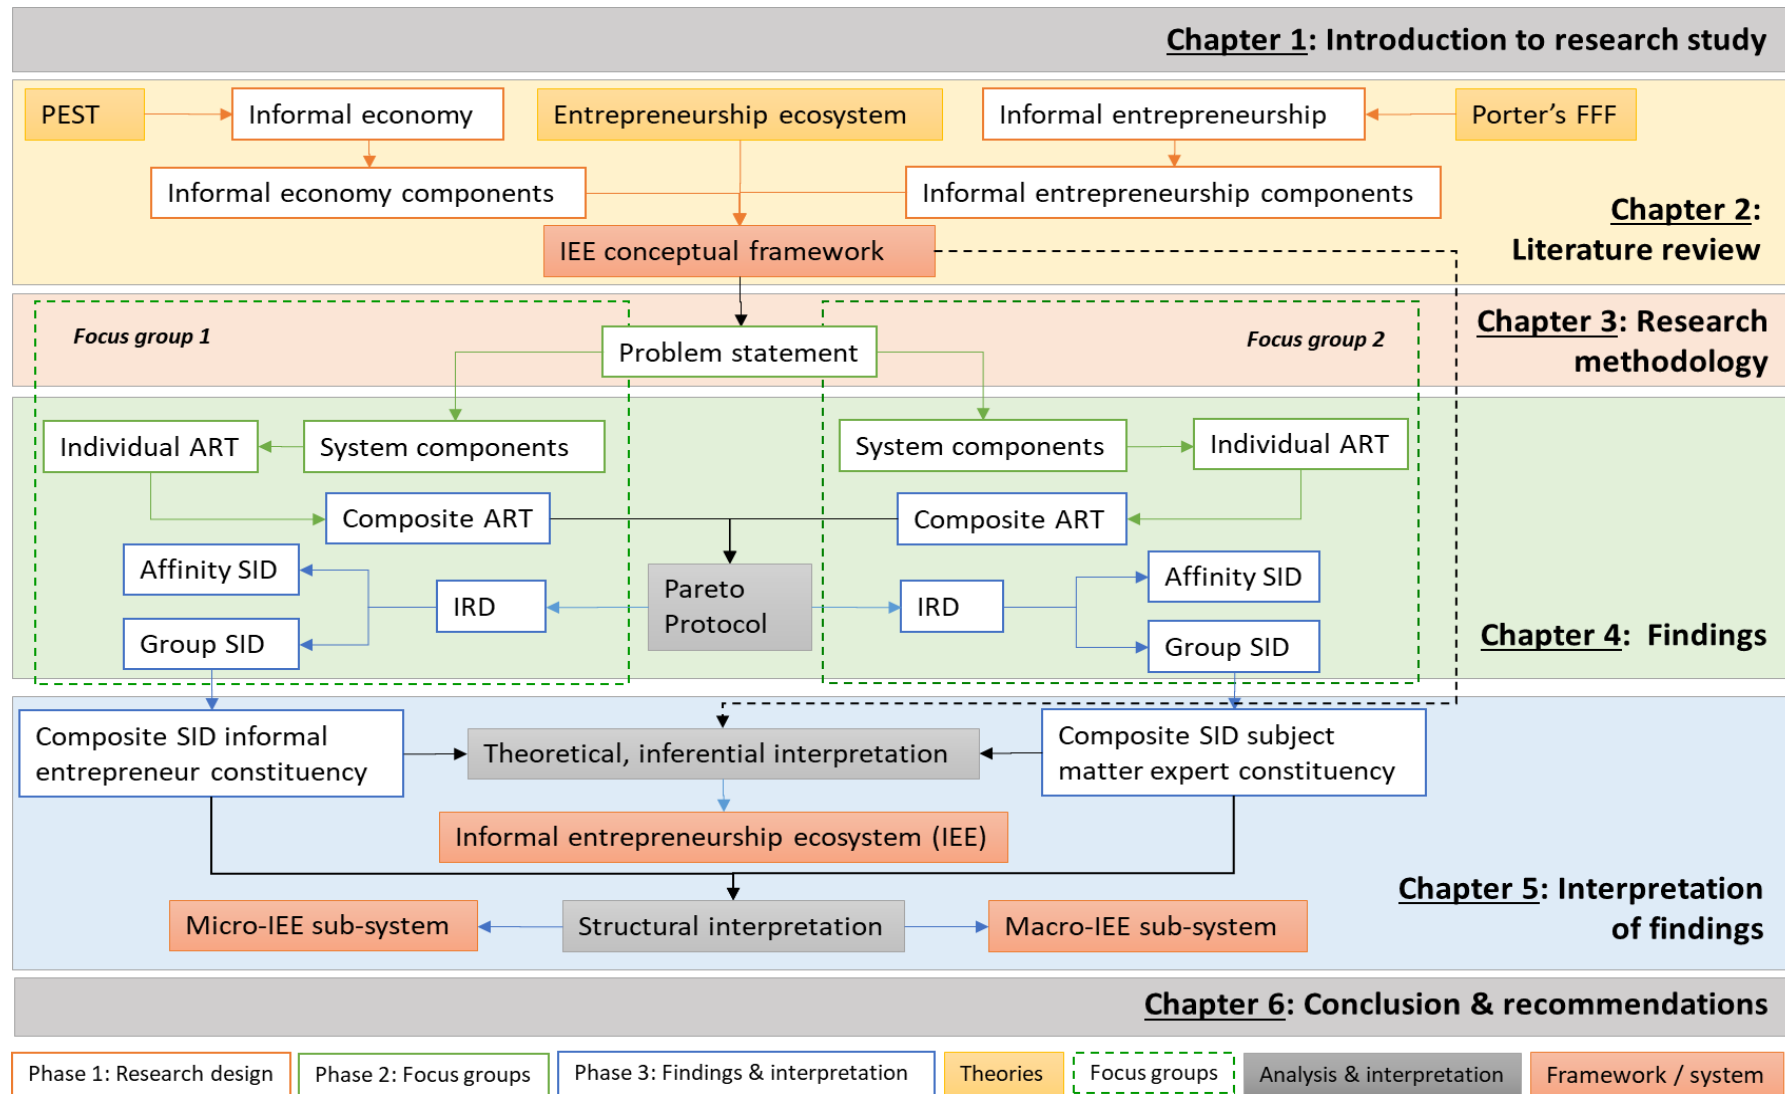 Chapter 1: Introduction to research study
PEST
Informal economy
Entrepreneurship ecosystem
Informal entrepreneurship
Porter's FFF
Informal economy components
Informal entrepreneurship components
Chapter 2:
Literature review
IEE conceptual framework
Focus group 1
Problem statement
Focus group 2
Chapter 3: Research
methodology
Individual ART
System components
System components
Individual ART
Composite ART
Composite ART
Affinity SID
IRD
Pareto
Protocol
IRD
Affinity SID
Group SID
Group SID
Chapter 4: Findings
Composite SID informal
entrepreneur constituency
Theoretical, inferential interpretation
Composite SID subject
matter expert constituency
Informal entrepreneurship ecosystem (IEE)
Micro-IEE sub-system
Structural interpretation
Macro-IEE sub-system
Chapter 5: Interpretation
of findings
Chapter 6: Conclusion & recommendations
Phase 1: Research design
Phase 2: Focus groups
Phase 3: Findings & interpretation
Theories
Focus groups
Analysis & interpretation
Framework / system